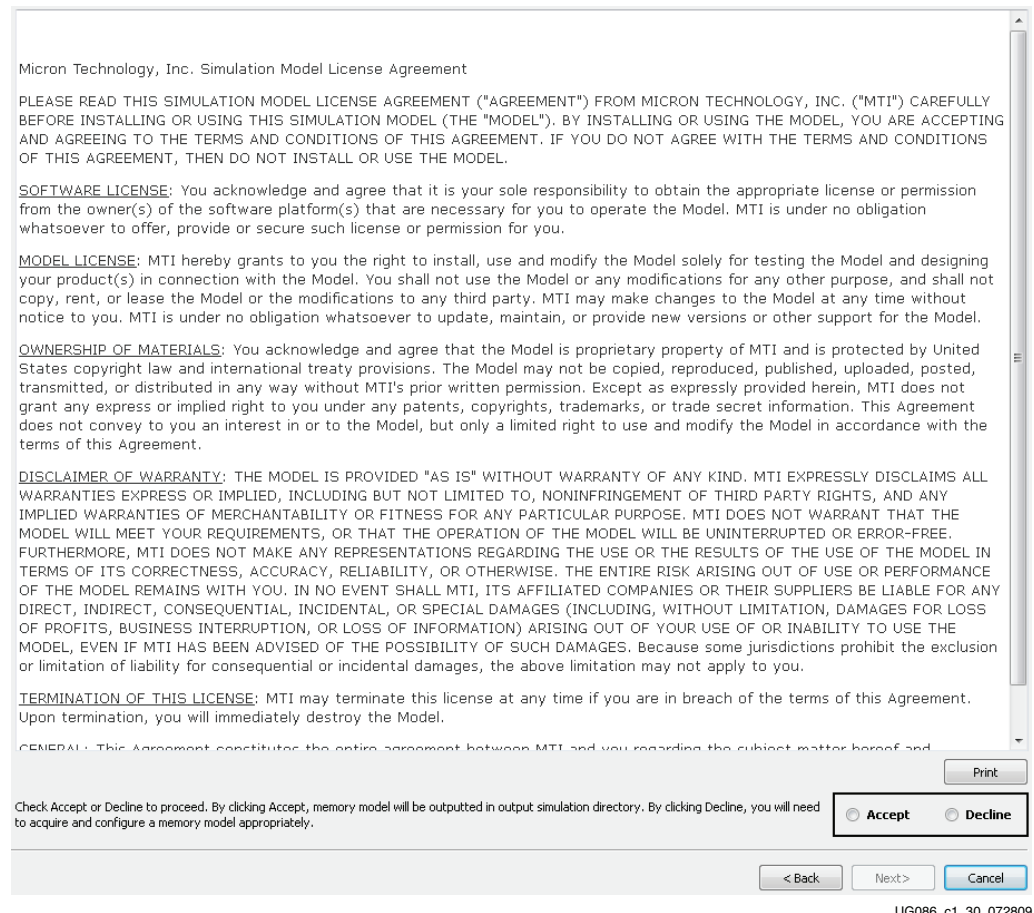 Micron Technology, Inc. Simulation Model License Agreement
PLEASE READ THIS SIMULATION MODEL LICENSE AGREEMENT ("AGREEMENT") FROM MICRON TECHNOLOGY, INC. ("MTI") CAREFULLY
BEFORE INSTALLING OR USING THIS SIMULATION MODEL (THE "MODEL"). BY INSTALLING OR USING THE MODEL, YOU ARE ACCEPTING
AND AGREEING TO THE TERMS AND CONDITIONS OF THIS AGREEMENT. IF YOU DO NOT AGREE WITH THE TERMS AND CONDITIONS
OF THIS AGREEMENT, THEN DO NOT INSTALL OR USE THE MODEL.
SOFTWARE LICENSE: You acknowledge and agree that it is your sole responsibility to obtain the appropriate license or permission
from the owner(s) of the software platform(s) that are necessary for you to operate the Model. MTI is under no obligation
whatsoever to offer, provide or secure such license or permission for you.
MODEL LICENSE: MTI hereby grants to you the right to install, use and modify the Model solely for testing the Model and designing
your product(s) in connection with the Model. You shall not use the Model or any modifications for any other purpose, and shall not
copy, rent, or lease the Model or the modifications to any third party. MTI may make changes to the Model at any time without
notice to you. MTI is under no obligation whatsoever to update, maintain, or provide new versions or other support for the Model.
OWNERSHIP OF MATERIALS: You acknowledge and agree that the Model is proprietary property of MTI and is protected by United
States copyright law and international treaty provisions. The Model may not be copied, reproduced, published, uploaded, posted,
transmitted, or distributed in any way without MTI's prior written permission. Except as expressly provided herein, MTI does not
grant any express or implied right to you under any patents, copyrights, trademarks, or trade secret information. This Agreement
does not convey to you an interest in or to the Model, but only a limited right to use and modify the Model in accordance with the
terms of this Agreement.
DISCLAIMER OF WARRANTY: THE MODEL IS PROVIDED "AS IS" WITHOUT WARRANTY OF ANY KIND. MTI EXPRESSLY DISCLAIMS ALL
WARRANTIES EXPRESS OR IMPLIED, INCLUDING BUT NOT LIMITED TO, NONINFRINGEMENT OF THIRD PARTY RIGHTS, AND ANY
IMPLIED WARRANTIES OF MERCHANTABILITY OR FITNESS FOR ANY PARTICULAR PURPOSE. MTI DOES NOT WARRANT THAT THE
MODEL WILL MEET YOUR REQUIREMENTS, OR THAT THE OPERATION OF THE MODEL WILL BE UNINTERRUPTED OR ERROR-FREE.
FURTHERMORE, MTI DOES NOT MAKE ANY REPRESENTATIONS REGARDING THE USE OR THE RESULTS OF THE USE OF THE MODEL IN
TERMS OF ITS CORRECTNESS, ACCURACY, RELIABILITY, OR OTHERWISE. THE ENTIRE RISK ARISING OUT OF USE OR PERFORMANCE
OF THE MODEL REMAINS WITH YOU. IN NO EVENT SHALL MTI, ITS AFFILIATED COMPANIES OR THEIR SUPPLIERS BE LIABLE FOR ANY
DIRECT, INDIRECT, CONSEQUENTIAL, INCIDENTAL, OR SPECIAL DAMAGES (INCLUDING, WITHOUT LIMITATION, DAMAGES FOR LOSS
OF PROFITS, BUSINESS INTERRUPTION, OR LOSS OF INFORMATION) ARISING OUT OF YOUR USE OF OR INABILITY TO USE THE
MODEL, EVEN IF MTI HAS BEEN ADVISED OF THE POSSIBILITY OF SUCH DAMAGES. Because some jurisdictions prohibit the exclusion
or limitation of liability for consequential or incidental damages, the above limitation may not apply to you.
TERMINATION OF THIS LICENSE: MTI may terminate this license at any time if you are in breach of the terms of this Agreement.
Upon termination, you will immediately destroy the Model.
GENERAL: This Agreement constitutes the entire agreement between MTI and you regarding the subject matter hereof and
Print
Check Accept or Decline to proceed. By clicking Accept, memory model will be outputted in output simulation directory. By clicking Decline, you will need
to acquire and configure a memory model appropriately.
Accept Decline
< Back Next> Cancel
UG086_c1_30_072809